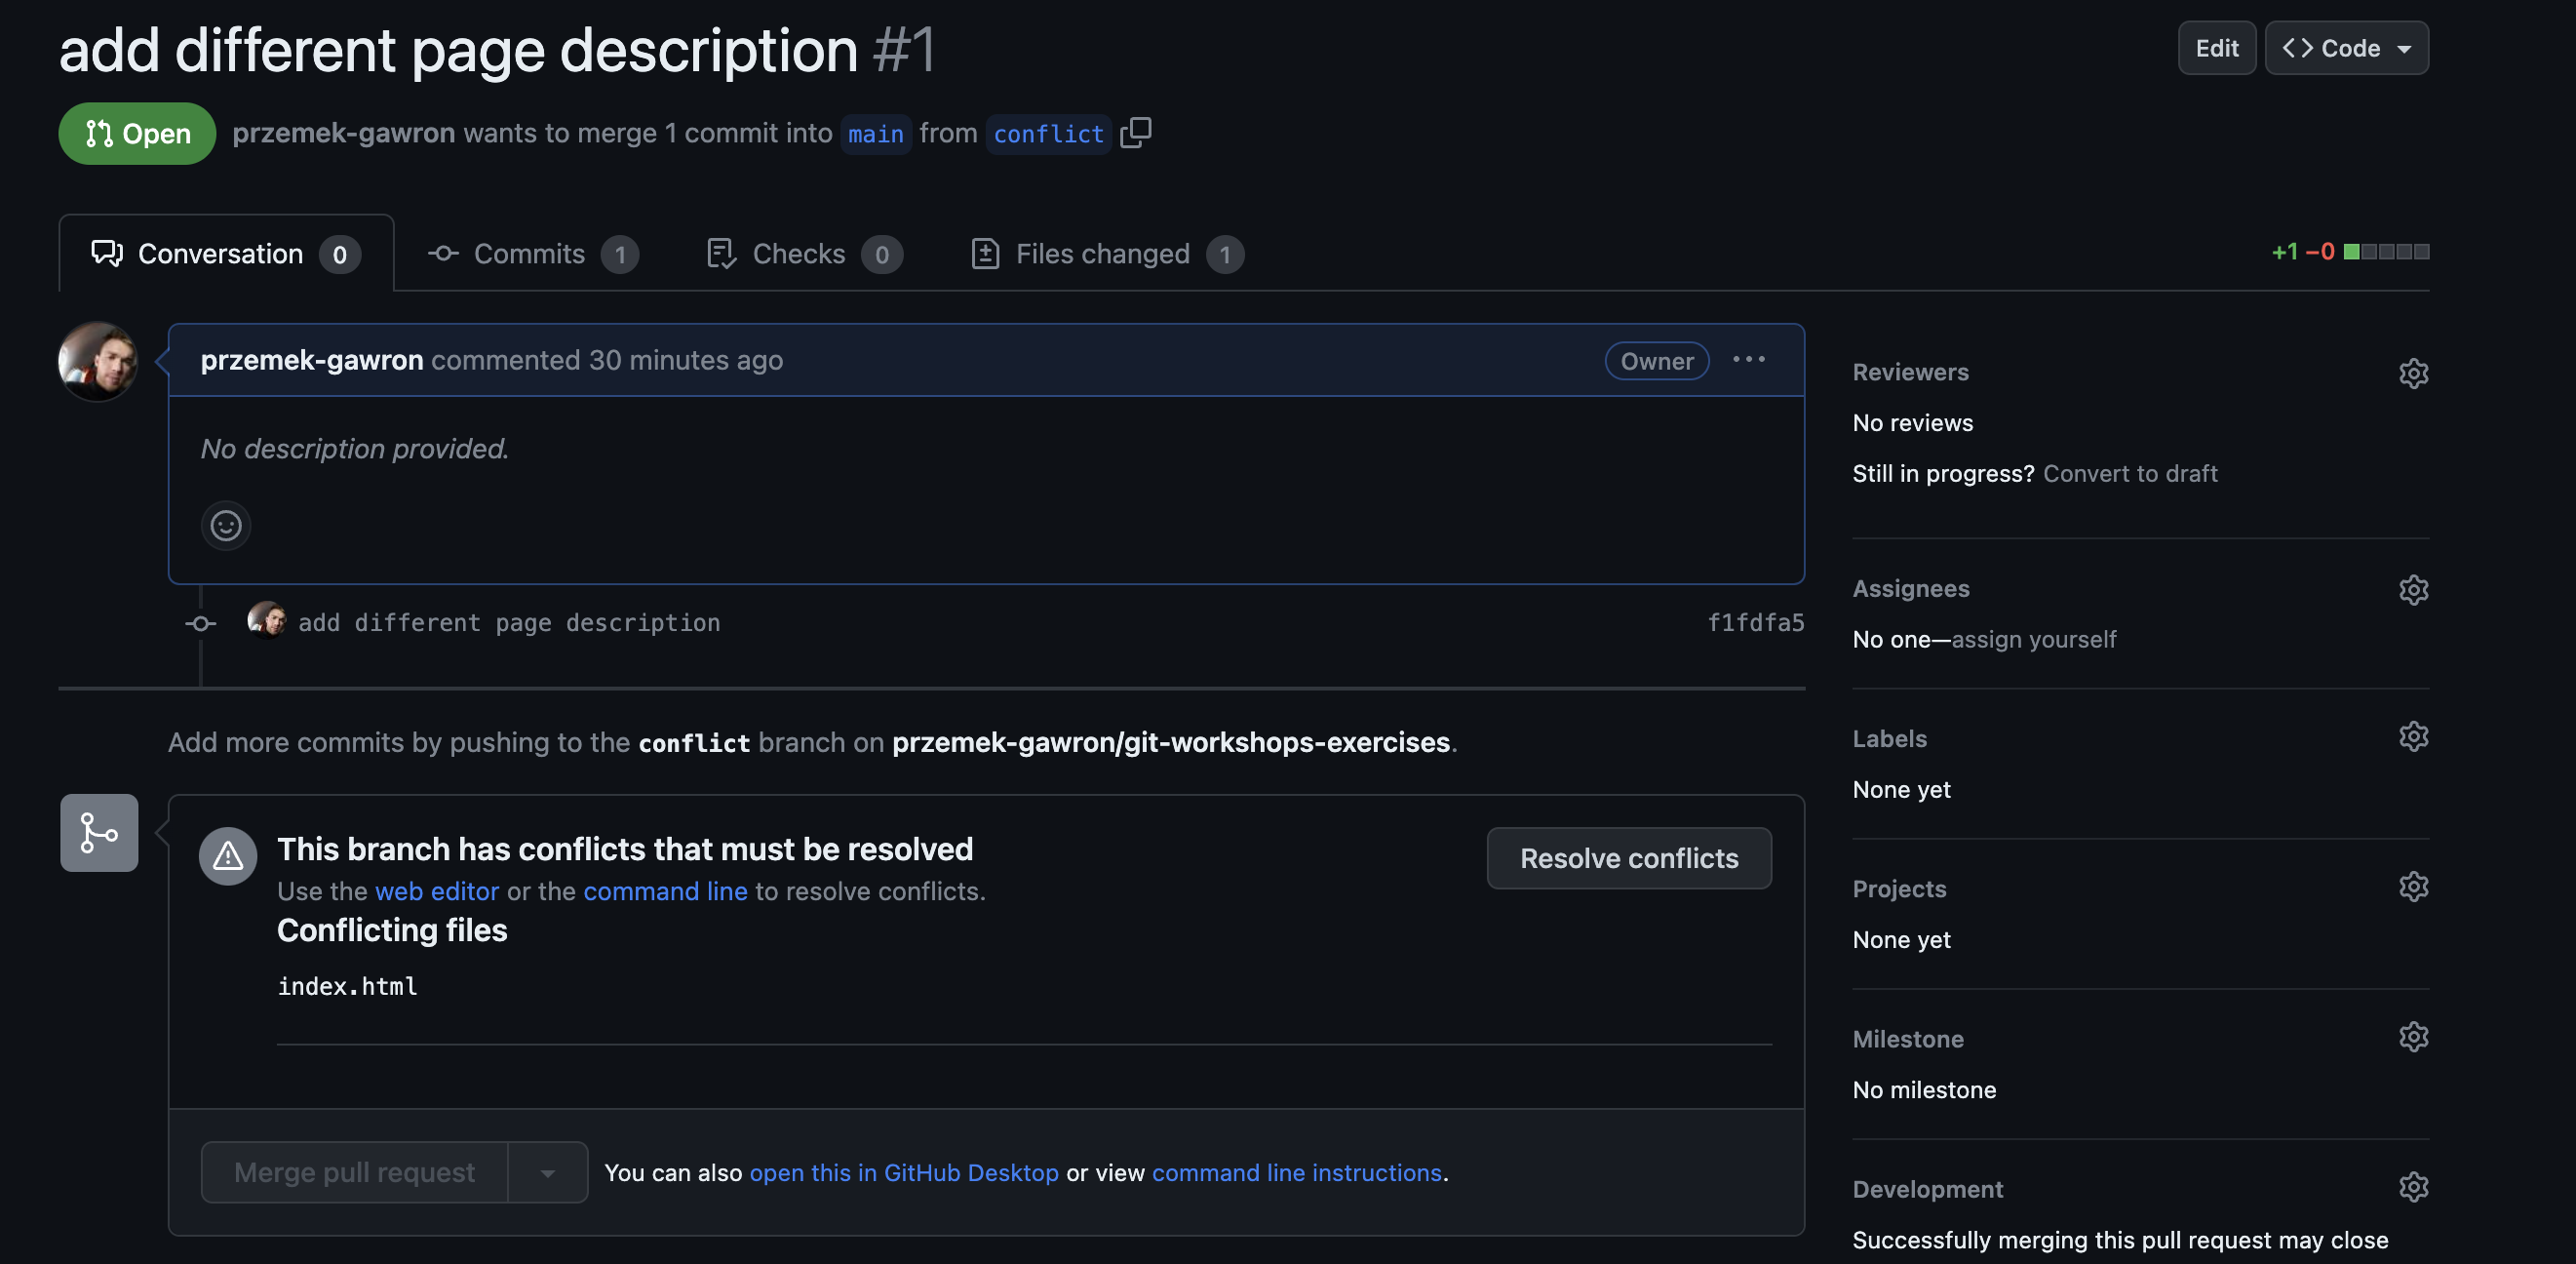 add different page description #1
Edit
<> Code
Open
przemek-gawron wants to merge 1 commit into main from conflict
Conversation 0
Commits 1
Checks 0
Files changed 1
+1 −0
przemek-gawron commented 30 minutes ago
Owner
No description provided.
add different page description
f1fdfa5
Add more commits by pushing to the conflict branch on przemek-gawron/git-workshops-exercises.
This branch has conflicts that must be resolved
Use the web editor or the command line to resolve conflicts.
Resolve conflicts
Conflicting files
index.html
Merge pull request
You can also open this in GitHub Desktop or view command line instructions.
Reviewers
No reviews
Still in progress? Convert to draft
Assignees
No one—assign yourself
Labels
None yet
Projects
None yet
Milestone
No milestone
Development
Successfully merging this pull request may close